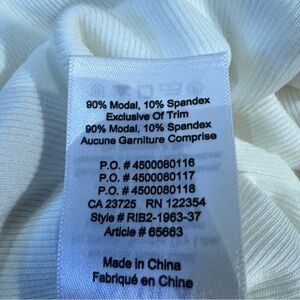 90% Modal, 10% Spandex
Exclusive Of Trim
90% Modal, 10% Spandex
Aucune Garniture Comprise
P.O. # 4500080116
P.O. # 4500080117
P.O. # 4500080118
CA 23725 RN 122354
Style # RIB2-1963-37
Article # 65663
Made in China
Fabriqué en Chine